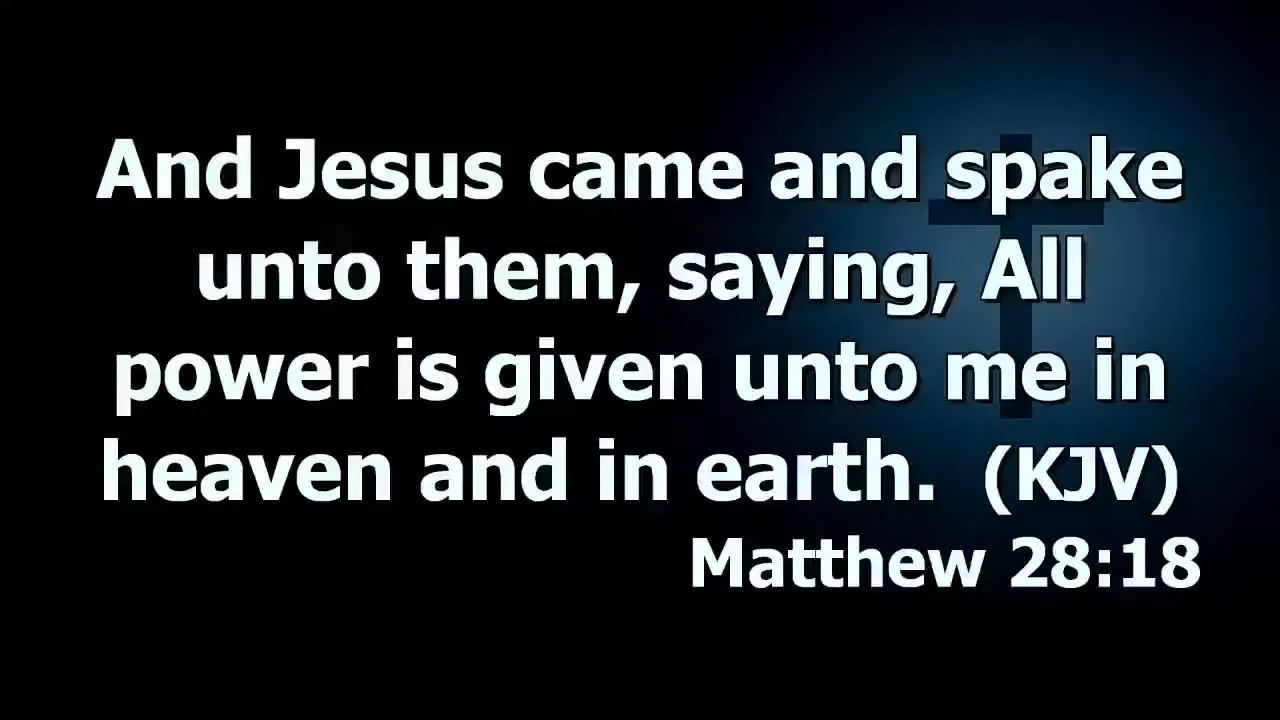 And Jesus came and spake
unto them, saying, All
power is given unto me in
heaven and in earth.  (KJV)
Matthew 28:18